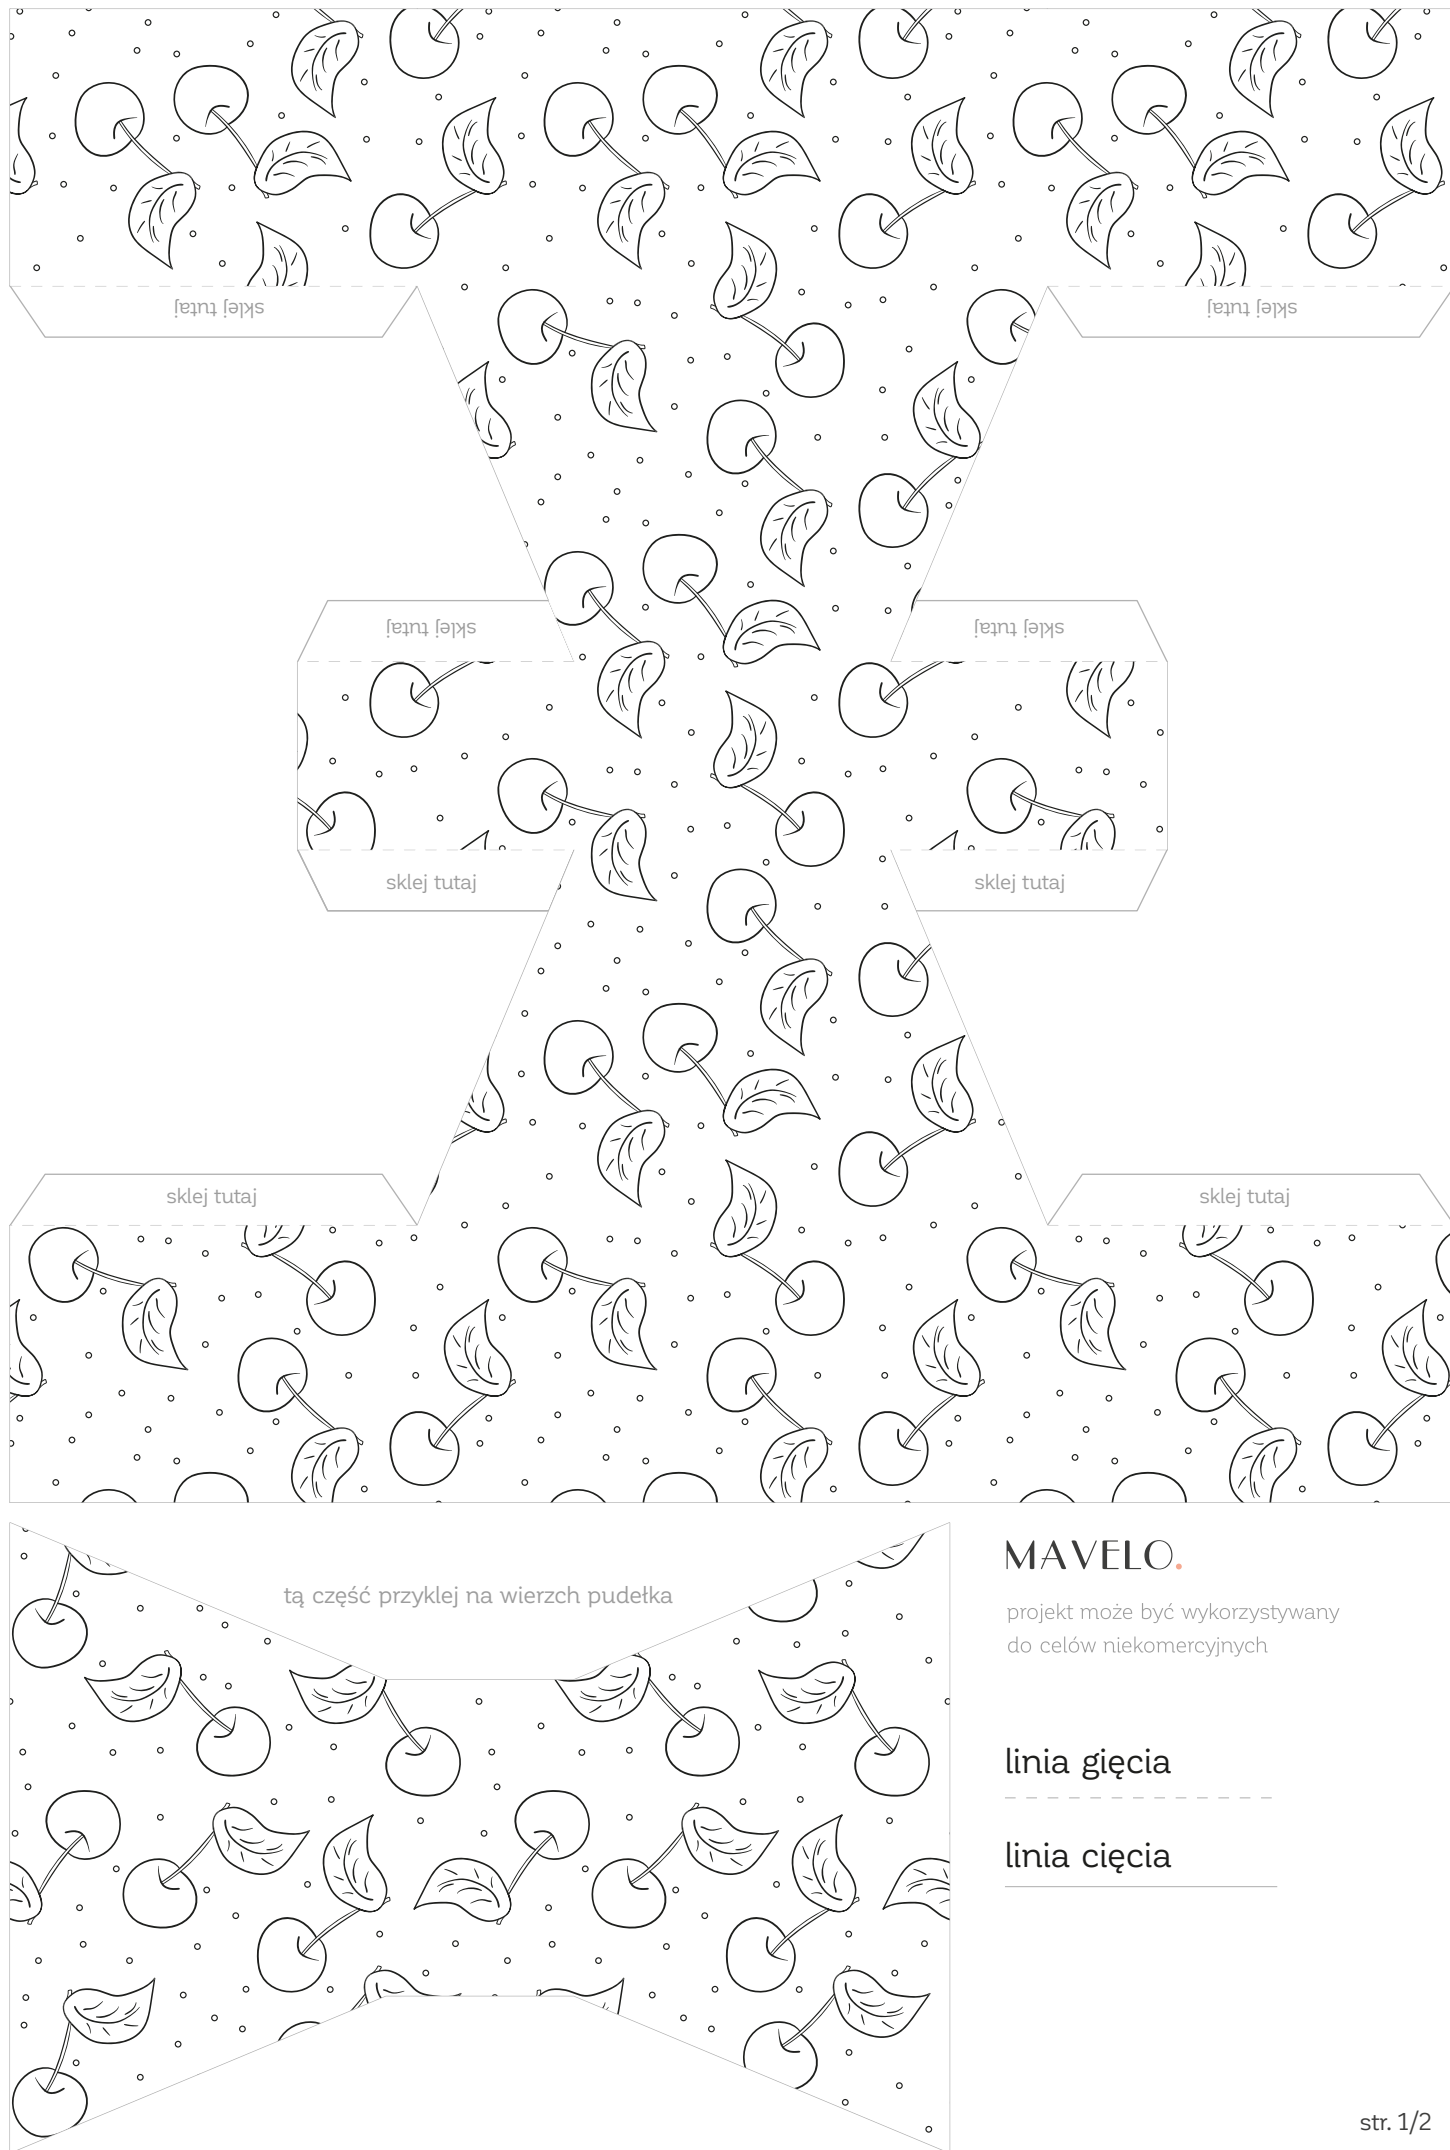 sklej tutaj
sklej tutaj
sklej tutaj
sklej tutaj
sklej tutaj
sklej tutaj
sklej tutaj
sklej tutaj
tą część przyklej na wierzch pudełka
MAVELO.
projekt może być wykorzystywany
do celów niekomercyjnych
linia gięcia
linia cięcia
str. 1/2